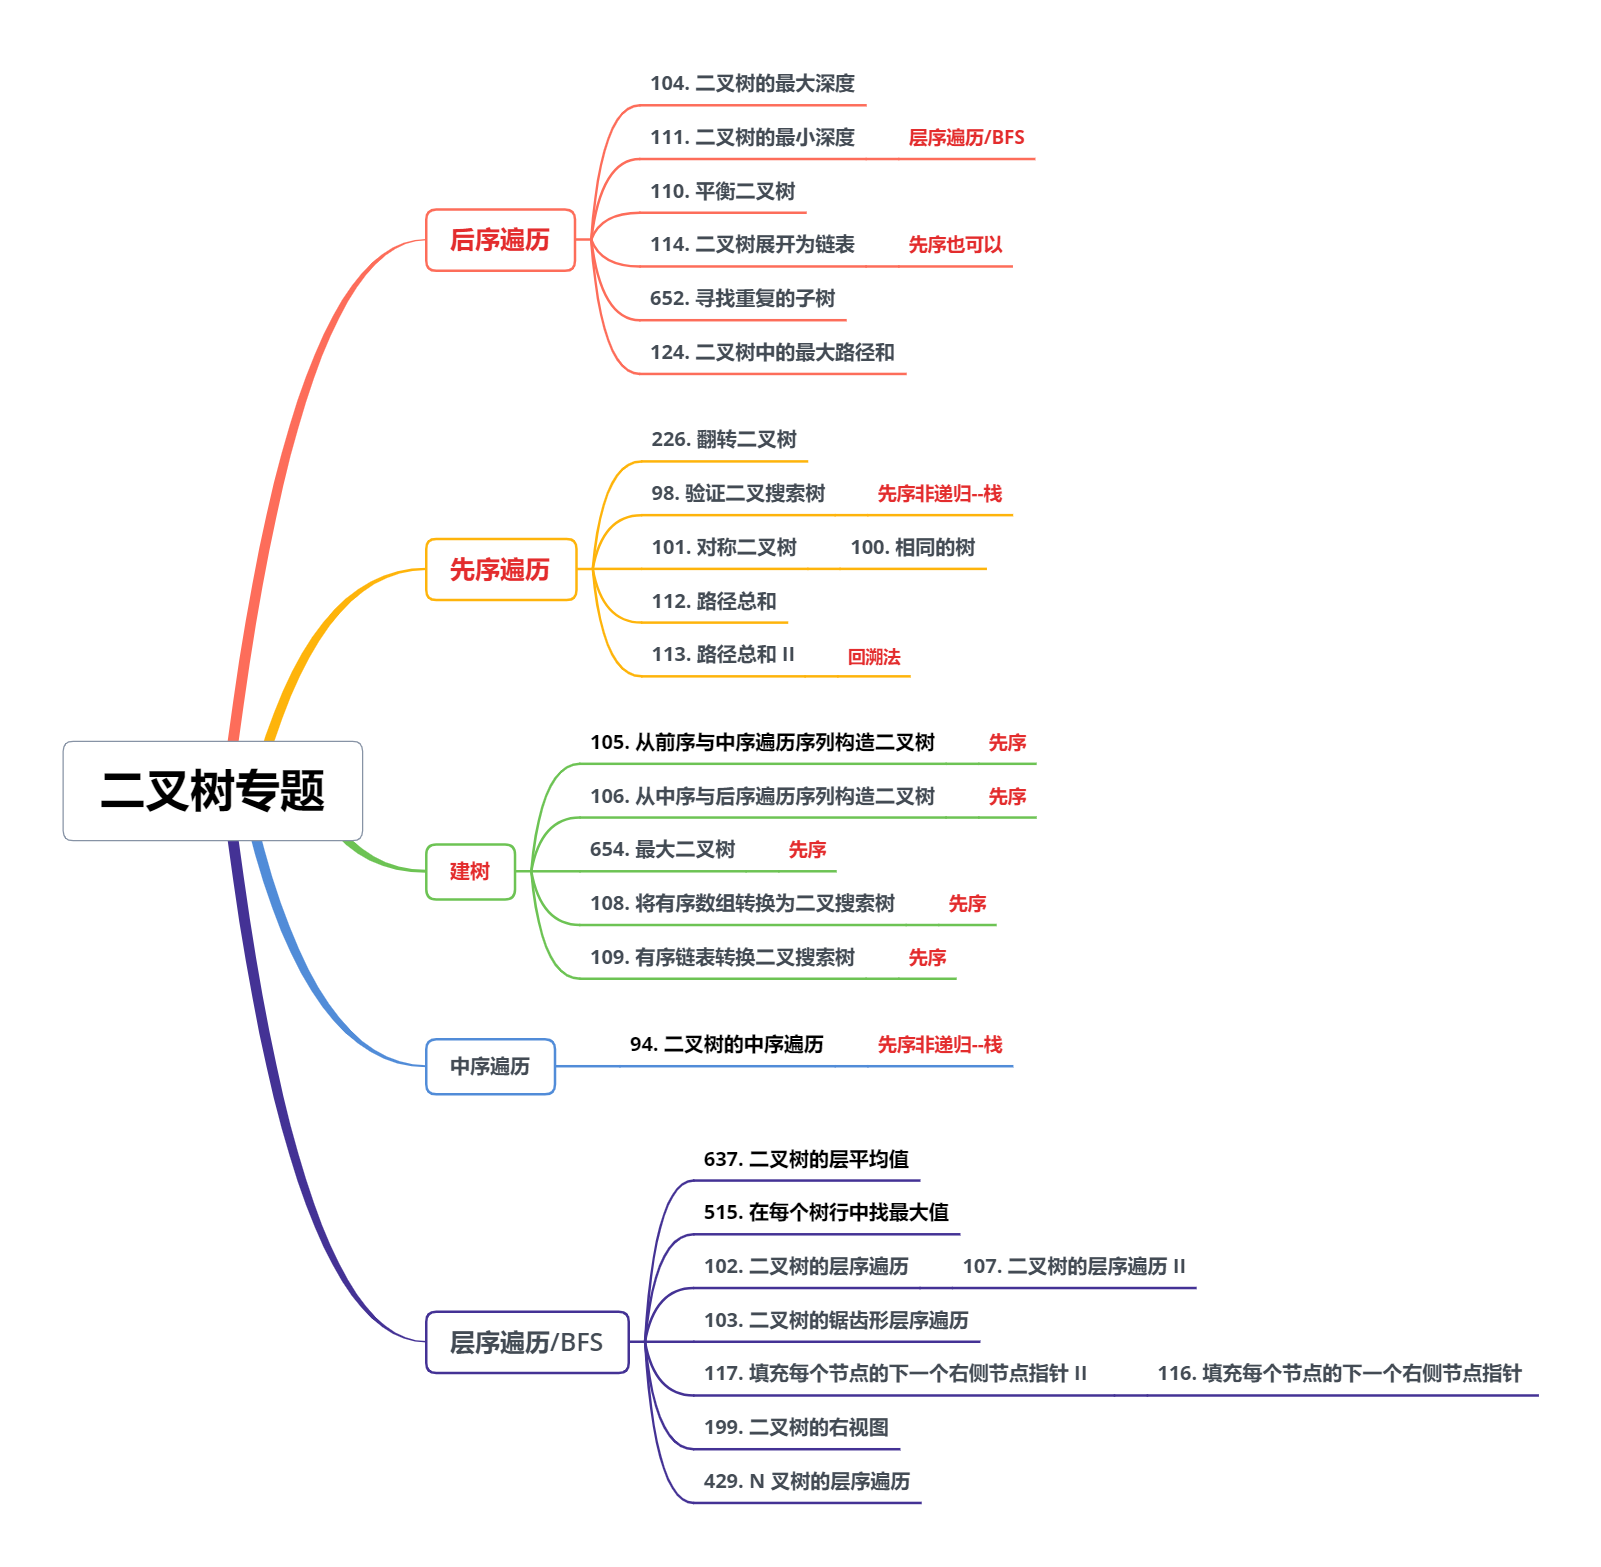 二叉树专题
后序遍历
104. 二叉树的最大深度
111. 二叉树的最小深度 层序遍历/BFS
110. 平衡二叉树
114. 二叉树展开为链表 先序也可以
652. 寻找重复的子树
124. 二叉树中的最大路径和
先序遍历
226. 翻转二叉树
98. 验证二叉搜索树 先序非递归--栈
101. 对称二叉树 100. 相同的树
112. 路径总和
113. 路径总和 II 回溯法
建树
105. 从前序与中序遍历序列构造二叉树 先序
106. 从中序与后序遍历序列构造二叉树 先序
654. 最大二叉树 先序
108. 将有序数组转换为二叉搜索树 先序
109. 有序链表转换二叉搜索树 先序
中序遍历
94. 二叉树的中序遍历 先序非递归--栈
层序遍历/BFS
637. 二叉树的层平均值
515. 在每个树行中找最大值
102. 二叉树的层序遍历 107. 二叉树的层序遍历 II
103. 二叉树的锯齿形层序遍历
117. 填充每个节点的下一个右侧节点指针 II 116. 填充每个节点的下一个右侧节点指针
199. 二叉树的右视图
429. N 叉树的层序遍历